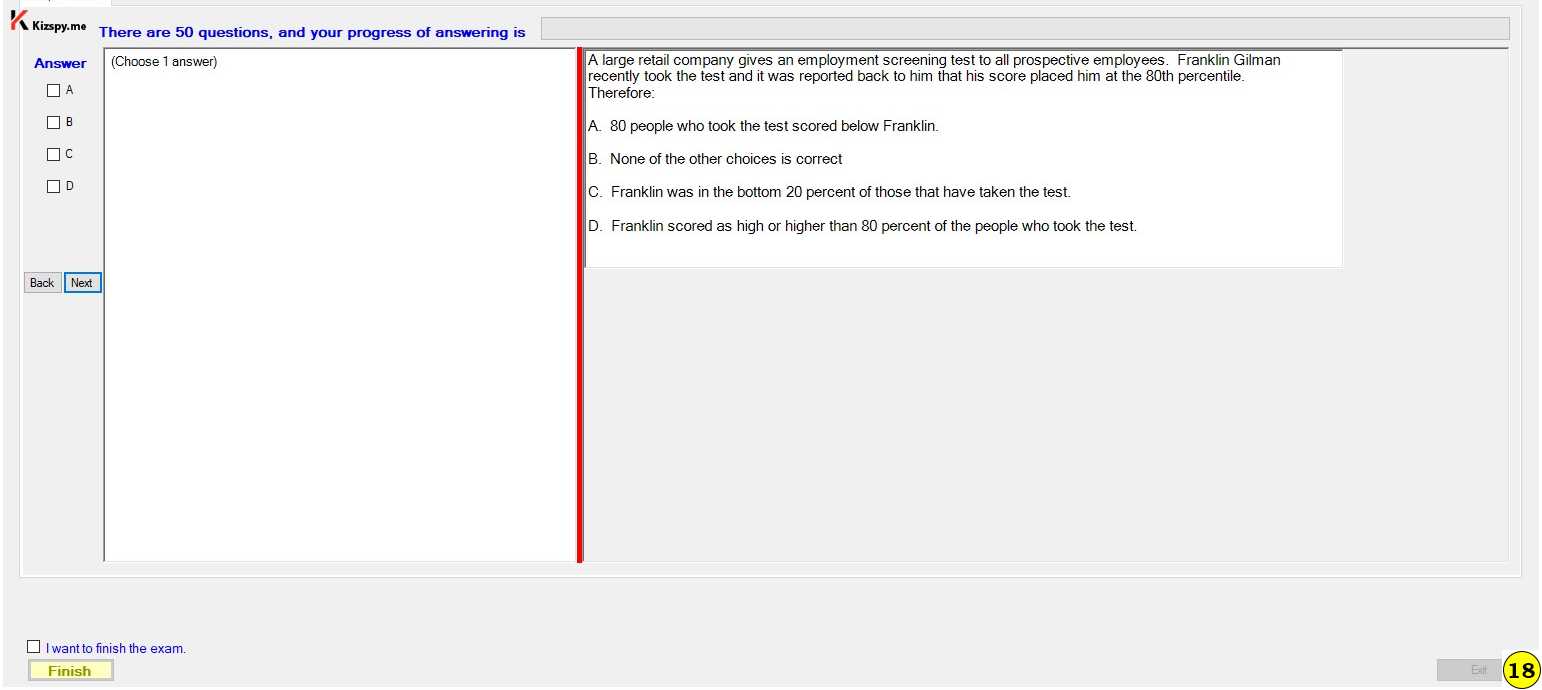 Kizspy.me
There are 50 questions, and your progress of answering is
Answer
(Choose 1 answer)
A
B
C
D
Back Next
A large retail company gives an employment screening test to all prospective employees.  Franklin Gilman
recently took the test and it was reported back to him that his score placed him at the 80th percentile.
Therefore:
A.  80 people who took the test scored below Franklin.
B.  None of the other choices is correct
C.  Franklin was in the bottom 20 percent of those that have taken the test.
D.  Franklin scored as high or higher than 80 percent of the people who took the test.
I want to finish the exam.
Finish
Exit
18